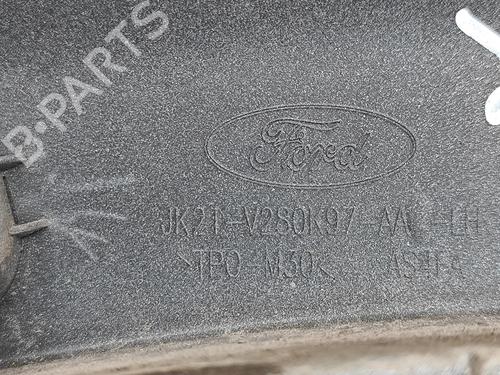 B-PARTS
Ford
JK21-V280K97-AA LH
>TPO-M30<